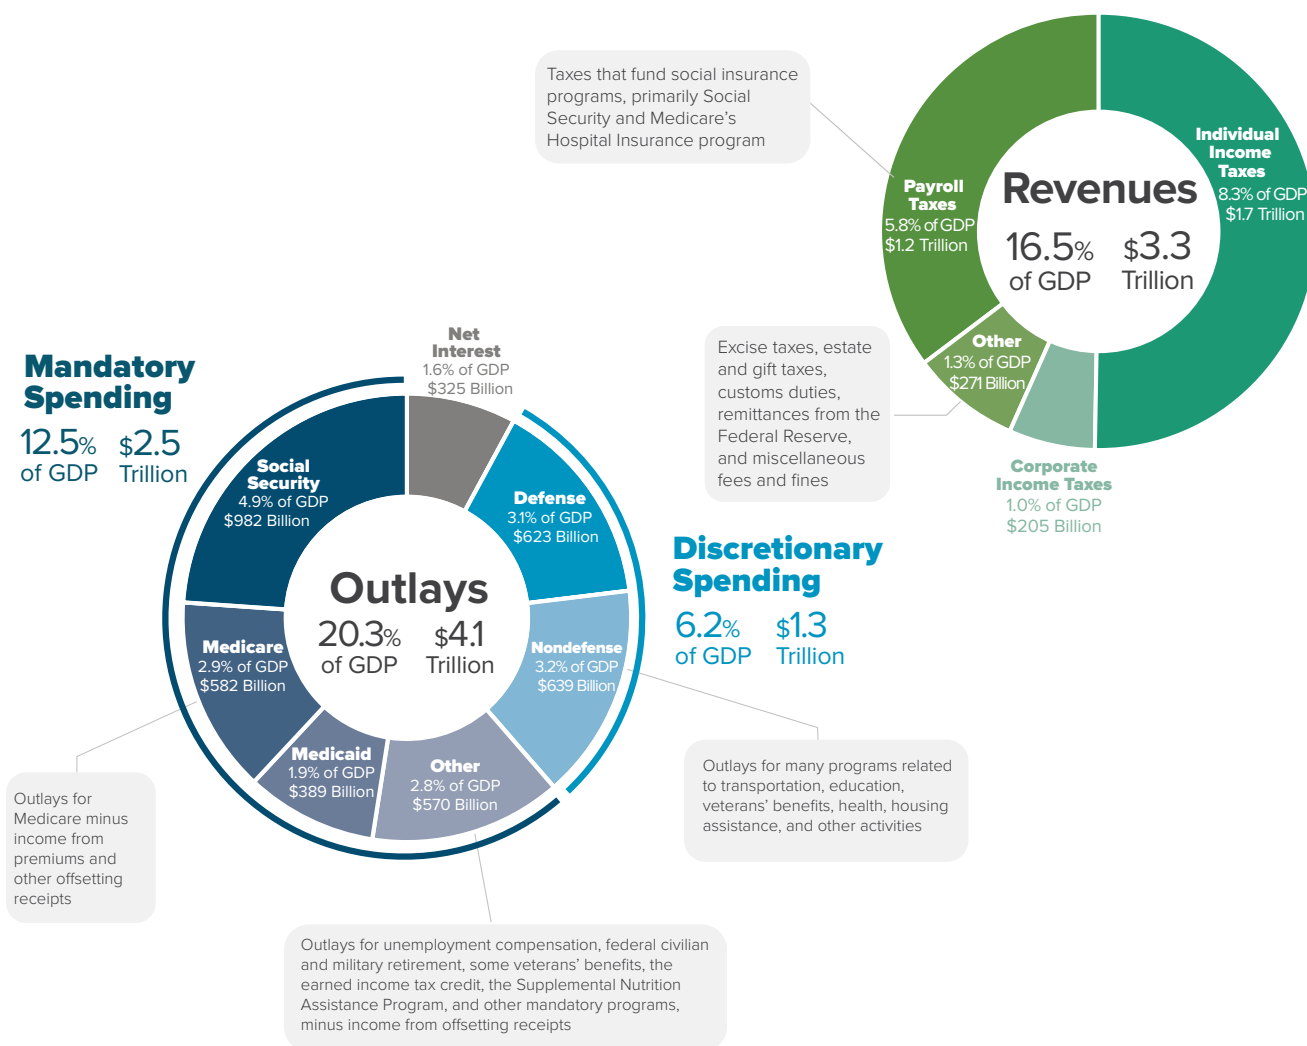 Taxes that fund social insurance
programs, primarily Social
Security and Medicare’s
Hospital Insurance program
Revenues
16.5% of GDP
$3.3 Trillion
Individual
Income
Taxes
8.3% of GDP
$1.7 Trillion
Payroll
Taxes
5.8% of GDP
$1.2 Trillion
Other
1.3% of GDP
$271 Billion
Corporate
Income Taxes
1.0% of GDP
$205 Billion
Excise taxes, estate
and gift taxes,
customs duties,
remittances from the
Federal Reserve,
and miscellaneous
fees and fines
Mandatory
Spending
12.5% of GDP
$2.5 Trillion
Net
Interest
1.6% of GDP
$325 Billion
Outlays
20.3% of GDP
$4.1 Trillion
Social
Security
4.9% of GDP
$982 Billion
Defense
3.1% of GDP
$623 Billion
Discretionary
Spending
6.2% of GDP
$1.3 Trillion
Medicare
2.9% of GDP
$582 Billion
Nondefense
3.2% of GDP
$639 Billion
Medicaid
1.9% of GDP
$389 Billion
Other
2.8% of GDP
$570 Billion
Outlays for
Medicare minus
income from
premiums and
other offsetting
receipts
Outlays for many programs related
to transportation, education,
veterans’ benefits, health, housing
assistance, and other activities
Outlays for unemployment compensation, federal civilian
and military retirement, some veterans’ benefits, the
earned income tax credit, the Supplemental Nutrition
Assistance Program, and other mandatory programs,
minus income from offsetting receipts